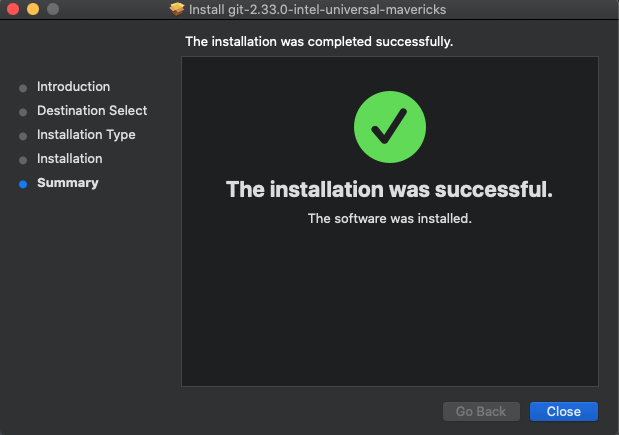 Install git-2.33.0-intel-universal-mavericks
The installation was completed successfully.
Introduction
Destination Select
Installation Type
Installation
Summary
The installation was successful.
The software was installed.
Go Back
Close